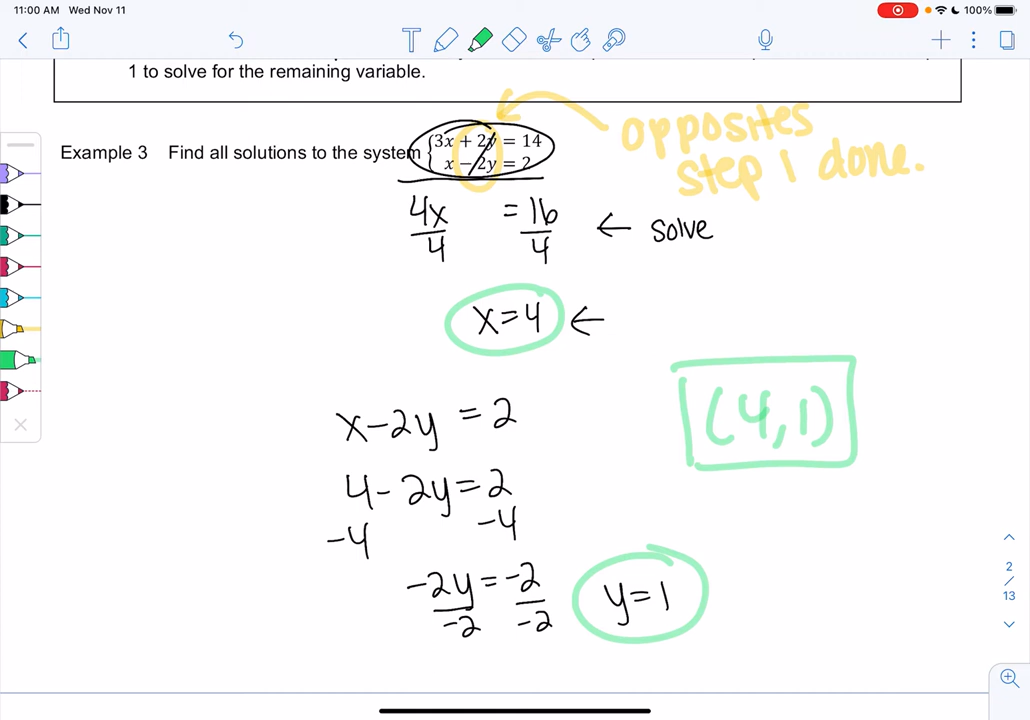 11:00 AM Wed Nov 11
100%
T
1 to solve for the remaining variable.
Example 3 Find all solutions to the system
3x + 2y = 14
x − 2y = 2
opposites
step 1 done.
4x = 16
4 4
← solve
x=4 ←
x-2y = 2
(4,1)
4-2y=2
-4 -4
-2y=-2
-2 -2
y=1
2
/
13